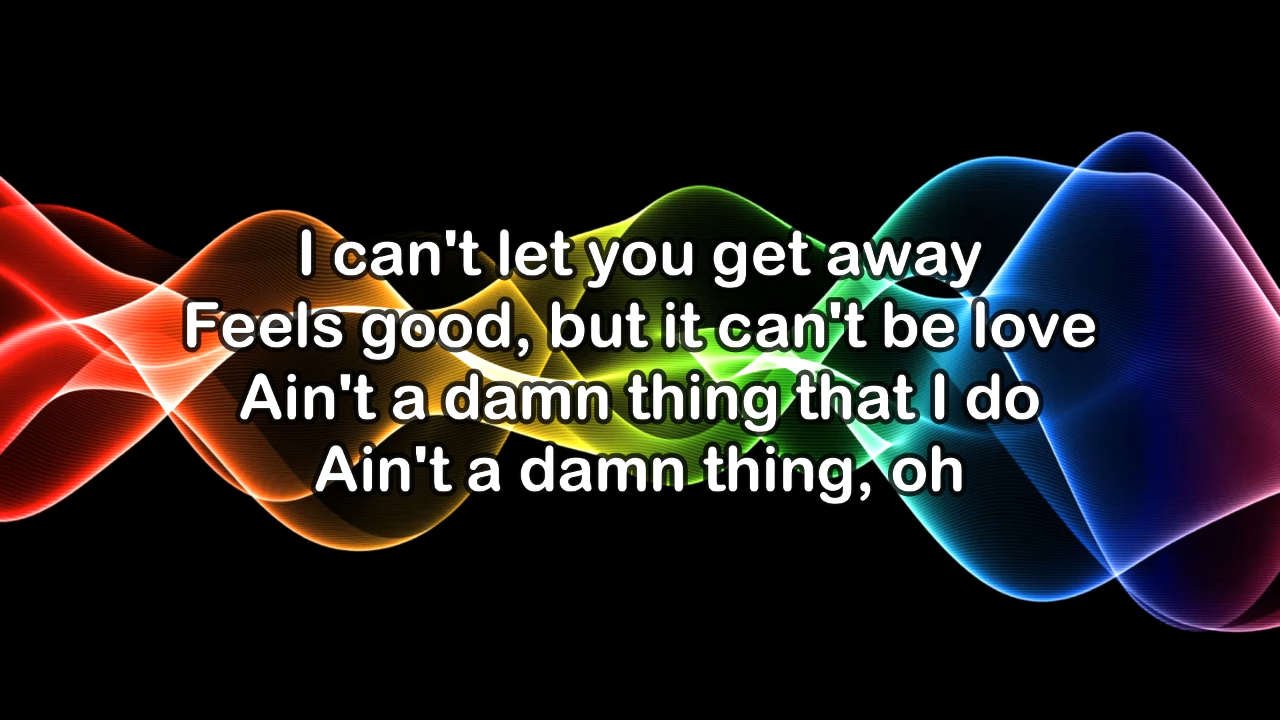 I can't let you get away
Feels good, but it can't be love
Ain't a damn thing that I do
Ain't a damn thing, oh